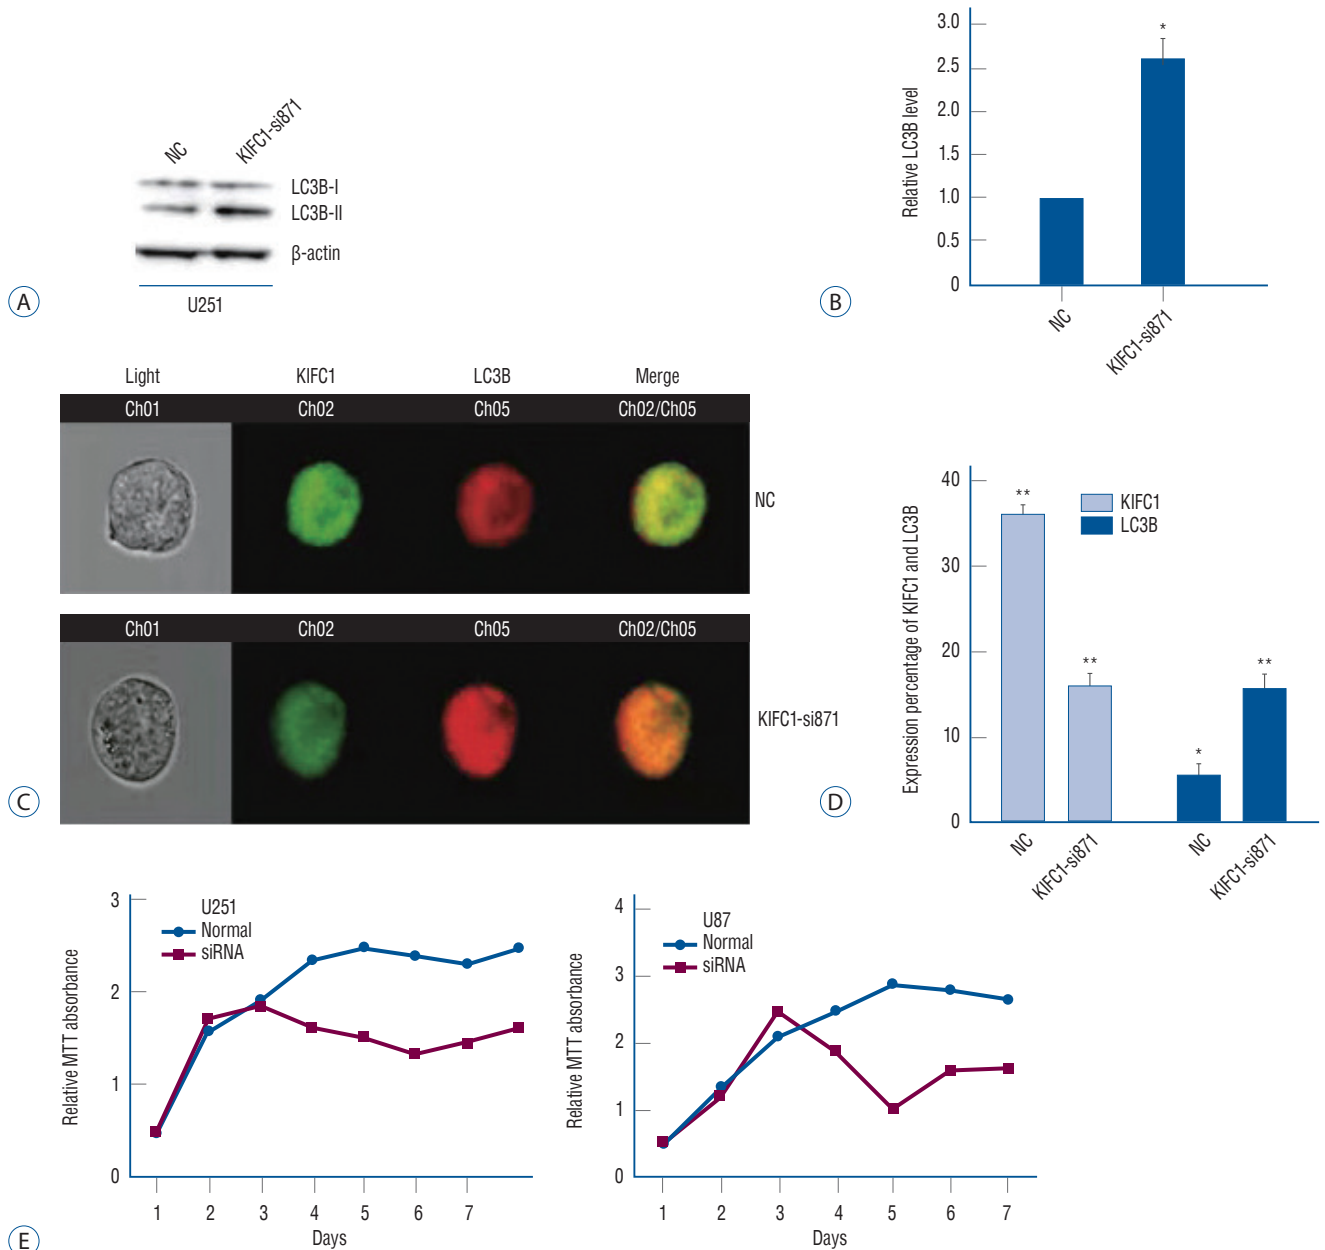 NC
KIFC1-si871
LC3B-I
LC3B-II
β-actin
U251
A
3.0
2.5
2.0
1.5
1.0
0.5
0
Relative LC3B level
*
NC
KIFC1-si871
B
Light KIFC1 LC3B Merge
Ch01 Ch02 Ch05 Ch02/Ch05
NC
Ch01 Ch02 Ch05 Ch02/Ch05
KIFC1-si871
C
40
30
20
10
0
Expression percentage of KIFC1 and LC3B
KIFC1
LC3B
**
**
*
**
NC
KIFC1-si871
NC
KIFC1-si871
D
3
2
1
0
Relative MTT absorbance
U251
Normal
siRNA
1 2 3 4 5 6 7
Days
4
3
2
1
0
Relative MTT absorbance
U87
Normal
siRNA
1 2 3 4 5 6 7
Days
E